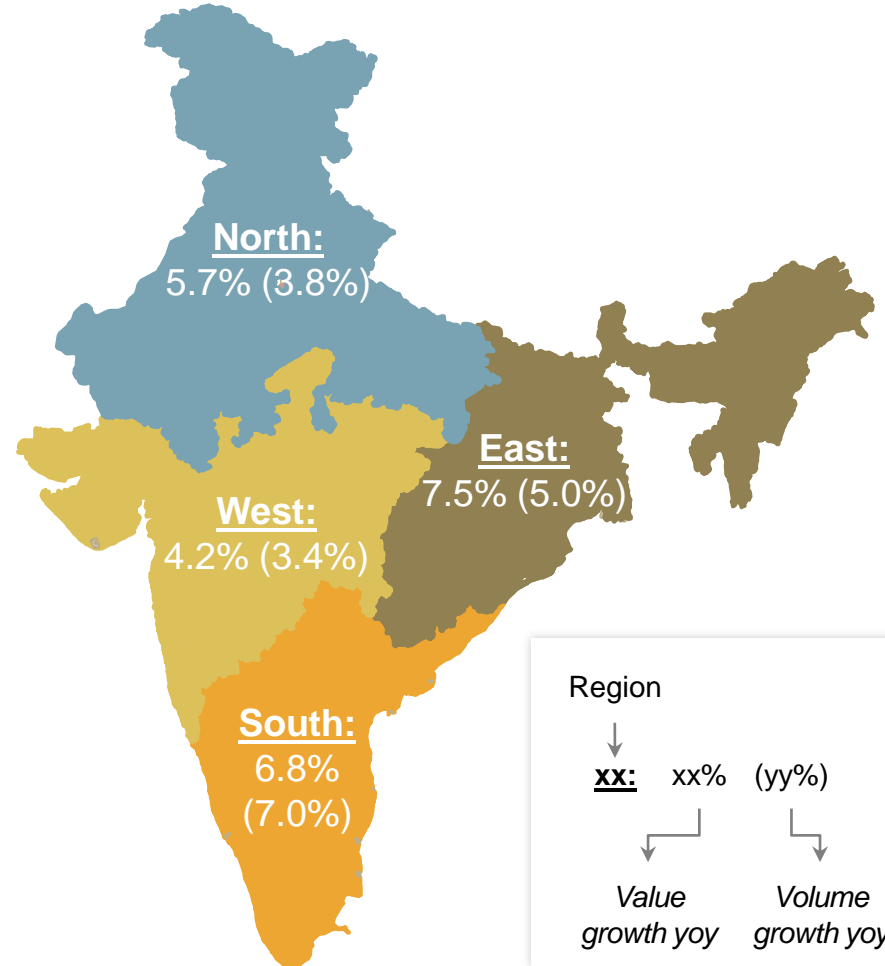 North:
5.7% (3.8%)
East:
7.5% (5.0%)
West:
4.2% (3.4%)
South:
6.8%
(7.0%)
Region
xx: xx% (yy%)
Value
growth yoy
Volume
growth yoy